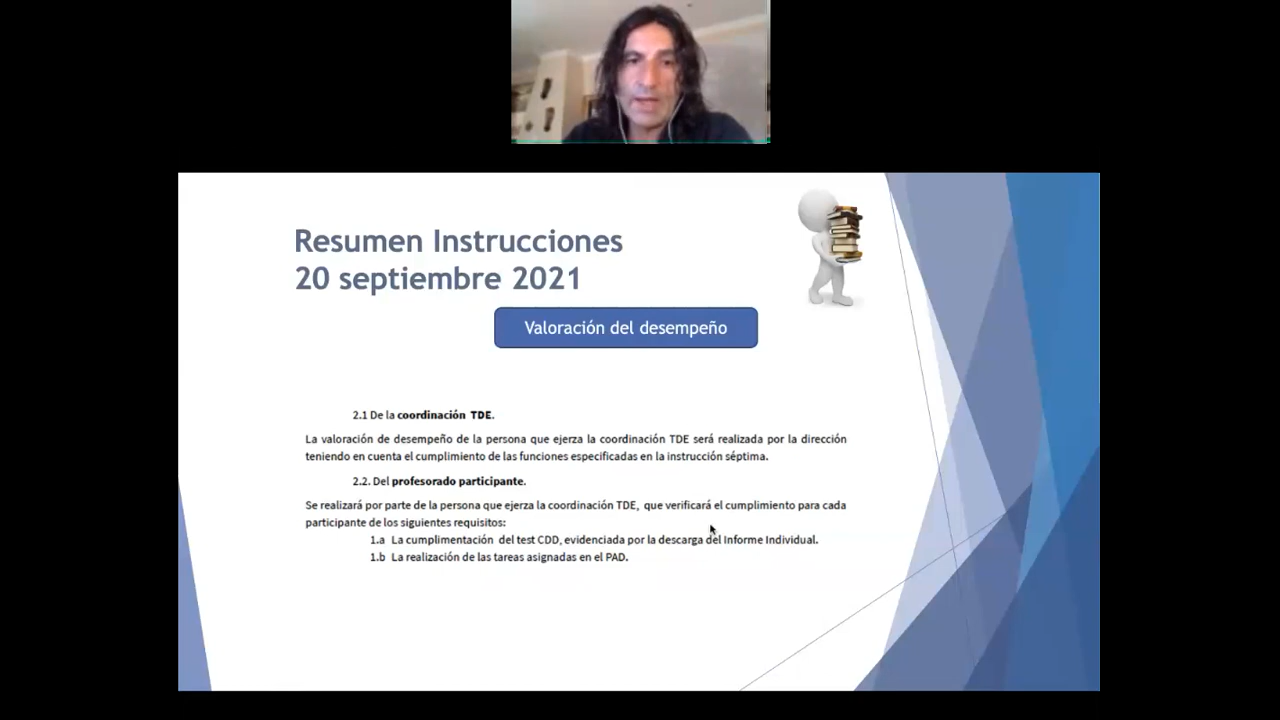 Resumen Instrucciones
20 septiembre 2021
Valoración del desempeño
2.1 De la coordinación TDE.
La valoración de desempeño de la persona que ejerza la coordinación TDE será realizada por la dirección
teniendo en cuenta el cumplimiento de las funciones especificadas en la instrucción séptima.
2.2. Del profesorado participante.
Se realizará por parte de la persona que ejerza la coordinación TDE, que verificará el cumplimiento para cada
participante de los siguientes requisitos:
1.a La cumplimentación del test CDD, evidenciada por la descarga del Informe Individual.
1.b La realización de las tareas asignadas en el PAD.